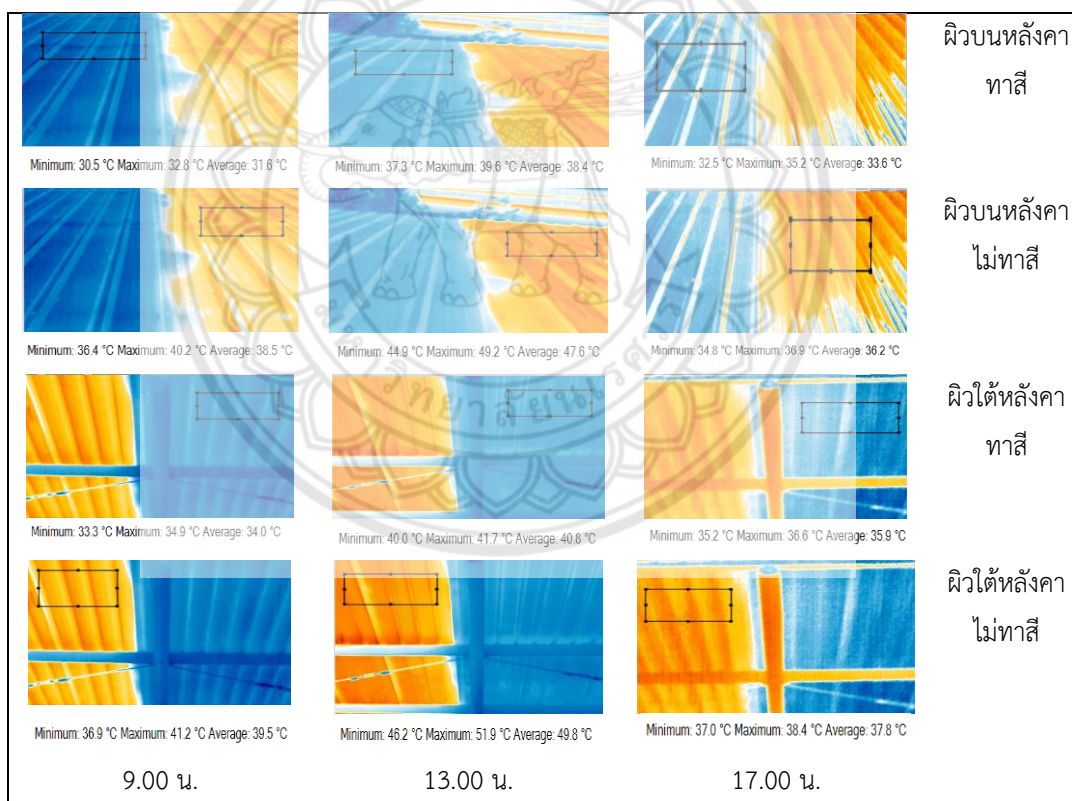 ผิวบนหลังคา
ทาสี
Minimum: 30.5 °C Maximum: 32.8 °C Average: 31.6 °C
Minimum: 37.3 °C Maximum: 39.6 °C Average: 38.4 °C
Minimum: 32.5 °C Maximum: 35.2 °C Average: 33.6 °C
ผิวบนหลังคา
ไม่ทาสี
Minimum: 36.4 °C Maximum: 40.2 °C Average: 38.5 °C
Minimum: 44.9 °C Maximum: 49.2 °C Average: 47.6 °C
Minimum: 34.8 °C Maximum: 36.9 °C Average: 36.2 °C
ผิวใต้หลังคา
ทาสี
Minimum: 33.3 °C Maximum: 34.9 °C Average: 34.0 °C
Minimum: 40.0 °C Maximum: 41.7 °C Average: 40.8 °C
Minimum: 35.2 °C Maximum: 36.6 °C Average: 35.9 °C
ผิวใต้หลังคา
ไม่ทาสี
Minimum: 36.9 °C Maximum: 41.2 °C Average: 39.5 °C
Minimum: 46.2 °C Maximum: 51.9 °C Average: 49.8 °C
Minimum: 37.0 °C Maximum: 38.4 °C Average: 37.8 °C
9.00 น.
13.00 น.
17.00 น.